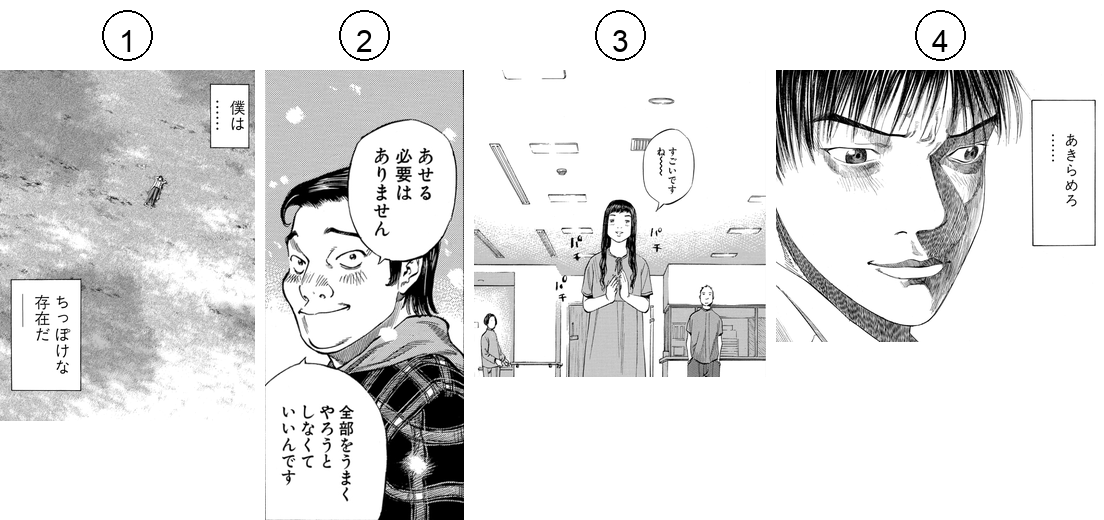 1
僕は
……
ちっぽけな
存在だ
2
あせる
必要は
ありません
全部をうまく
やろうと
しなくて
いいんです
3
すごいです
ね~~~
パチ
パチ
パチ
4
あきらめろ
……